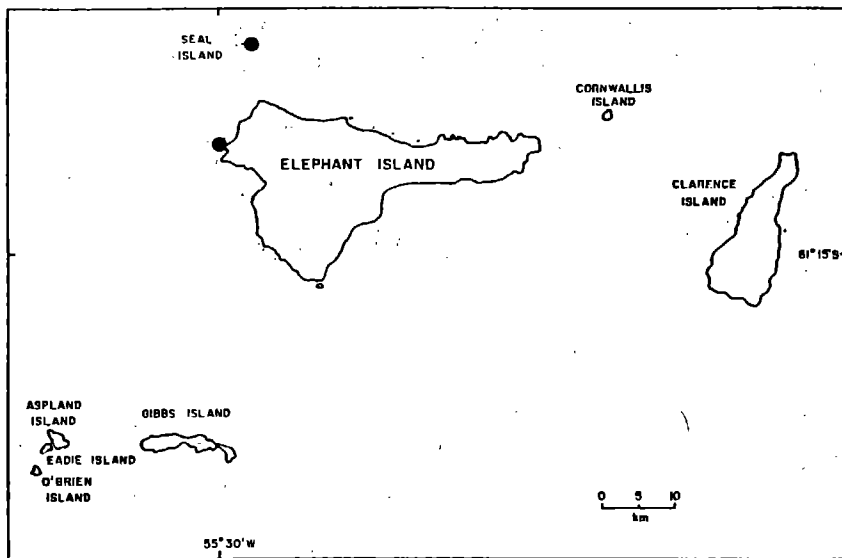 SEAL
ISLAND
CORNWALLIS
ISLAND
ELEPHANT ISLAND
CLARENCE
ISLAND
61°15'S
ASPLAND
ISLAND
GIBBS ISLAND
EADIE ISLAND
O'BRIEN
ISLAND
0 5 10
km
55°30'W